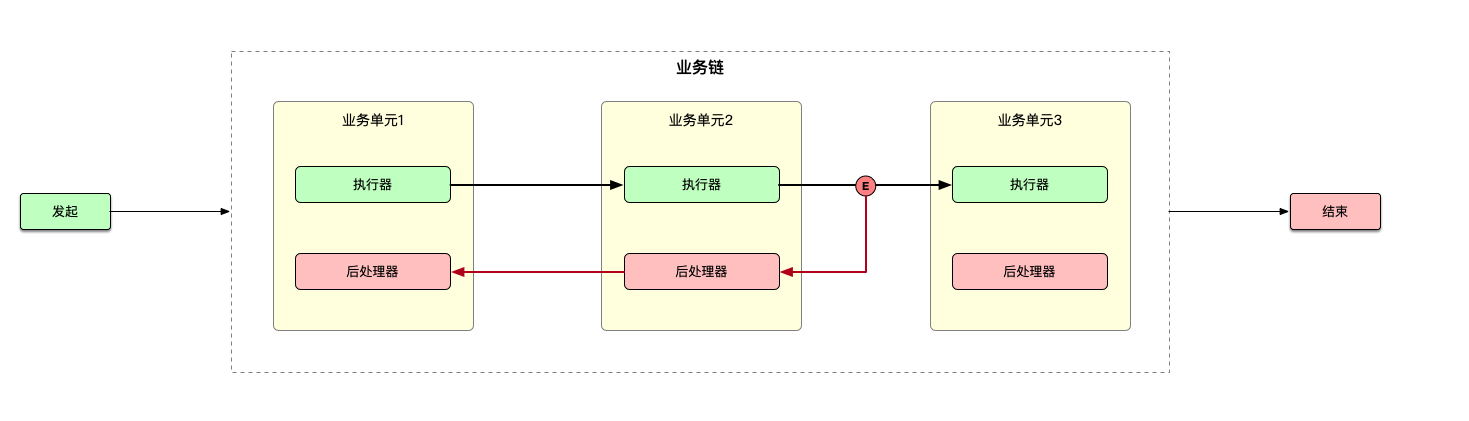 业务链
业务单元1
业务单元2
业务单元3
执行器
执行器
E
执行器
发起
结束
后处理器
后处理器
后处理器